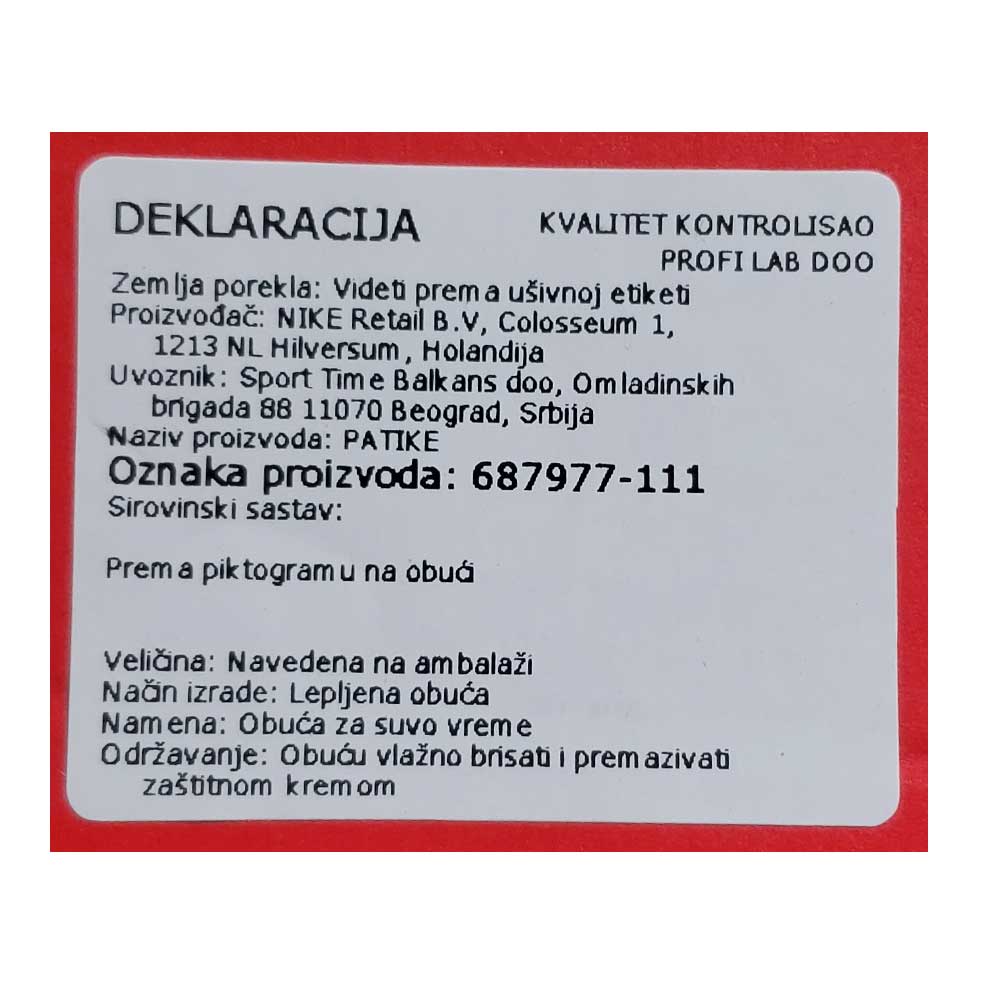 DEKLARACIJA
KVALITET KONTROLISAO
PROFI LAB DOO
Zemlja porekla: Videti prema ušivnoj etiketi
Proizvođač: NIKE Retail B.V, Colosseum 1,
1213 NL Hilversum, Holandija
Uvoznik: Sport Time Balkans doo, Omladinskih
brigada 88 11070 Beograd, Srbija
Naziv proizvoda: PATIKE
Oznaka proizvoda: 687977-111
Sirovinski sastav:
Prema piktogramu na obući
Veličina: Navedena na ambalaži
Način izrade: Lepljena obuća
Namena: Obuća za suvo vreme
Održavanje: Obuću vlažno brisati i premazivati
zaštitnom kremom